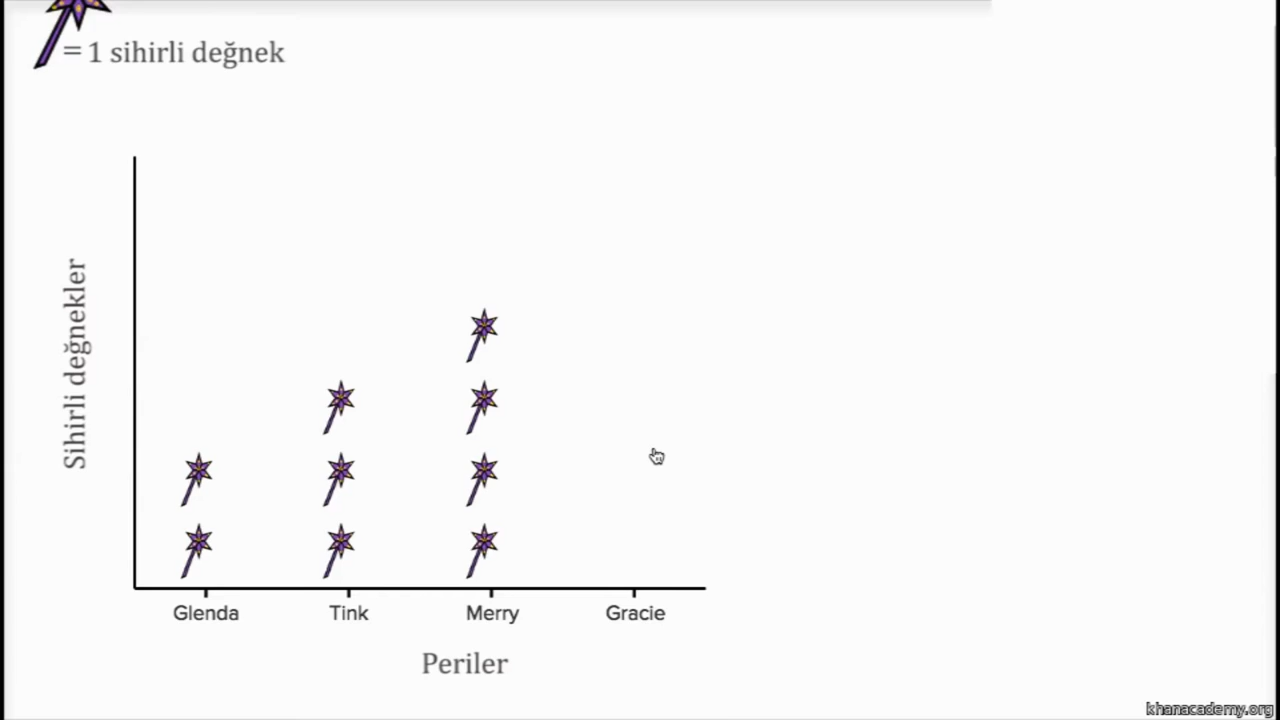 = 1 sihirli değnek
Sihirli değnekler
Glenda
Tink
Merry
Gracie
Periler
khanacademy.org